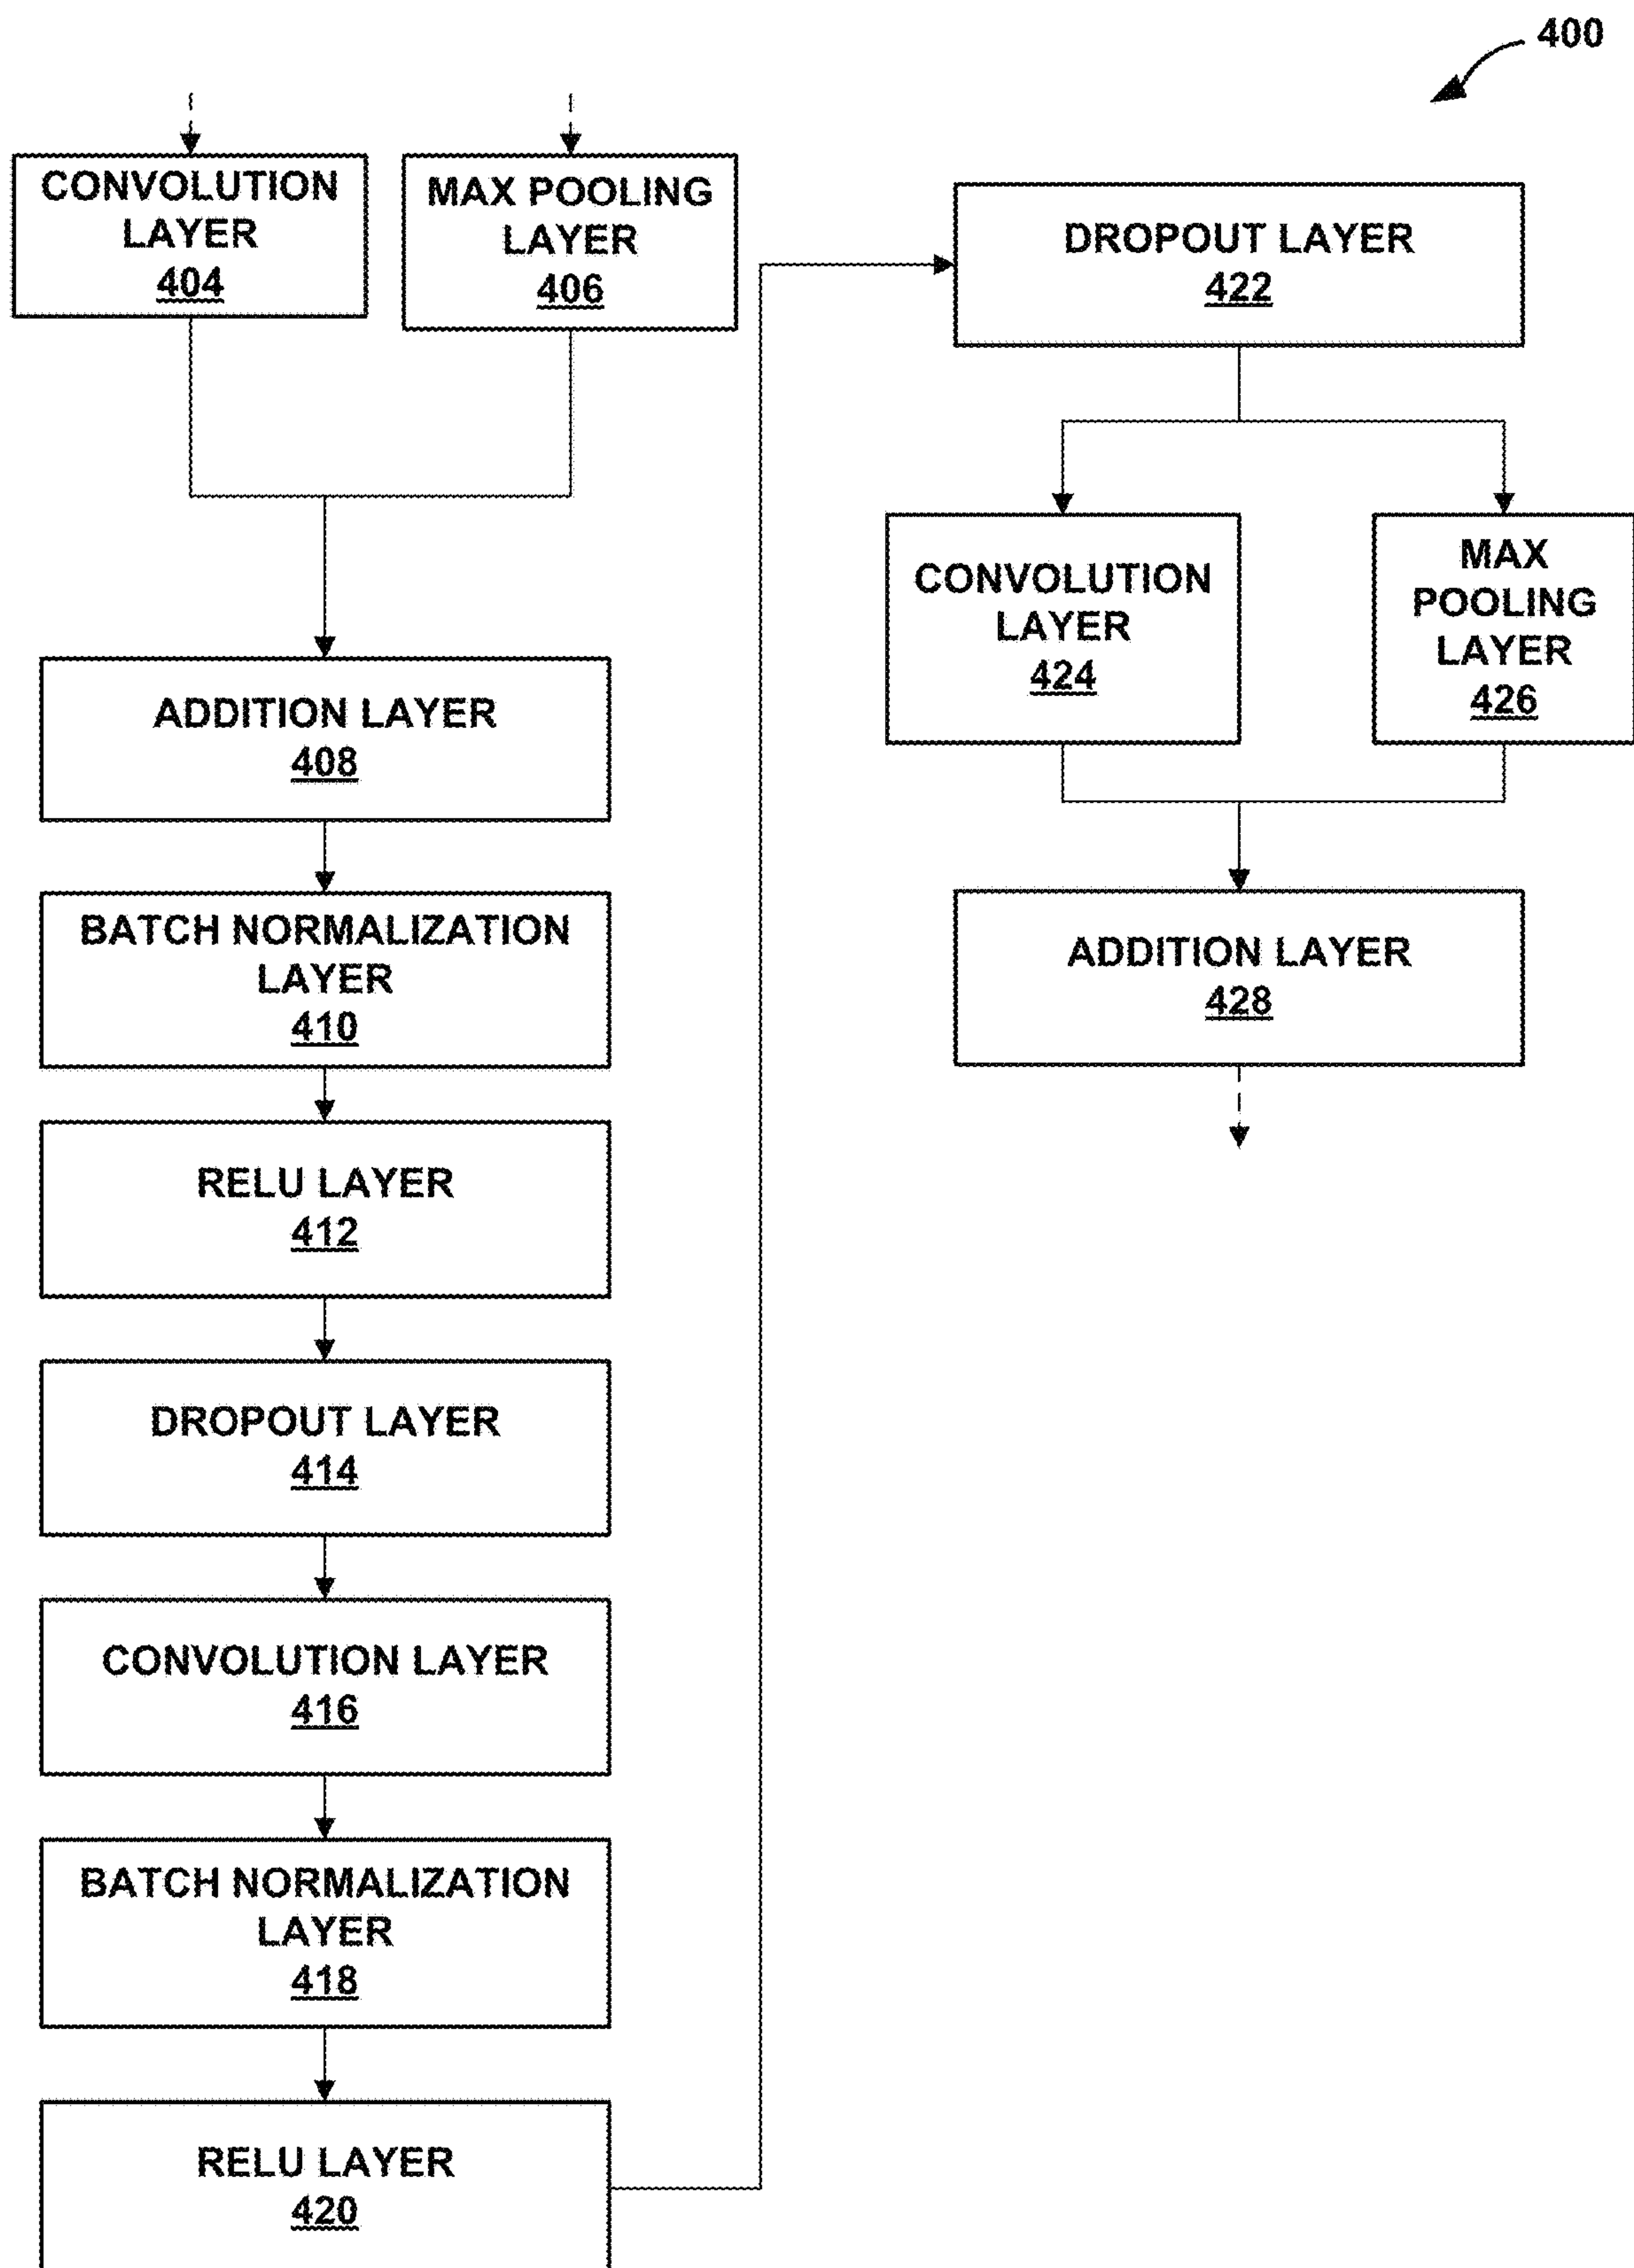 400
CONVOLUTION
LAYER
404
MAX POOLING
LAYER
406
ADDITION LAYER
408
BATCH NORMALIZATION
LAYER
410
RELU LAYER
412
DROPOUT LAYER
414
CONVOLUTION LAYER
416
BATCH NORMALIZATION
LAYER
418
RELU LAYER
420
DROPOUT LAYER
422
CONVOLUTION
LAYER
424
MAX
POOLING
LAYER
426
ADDITION LAYER
428